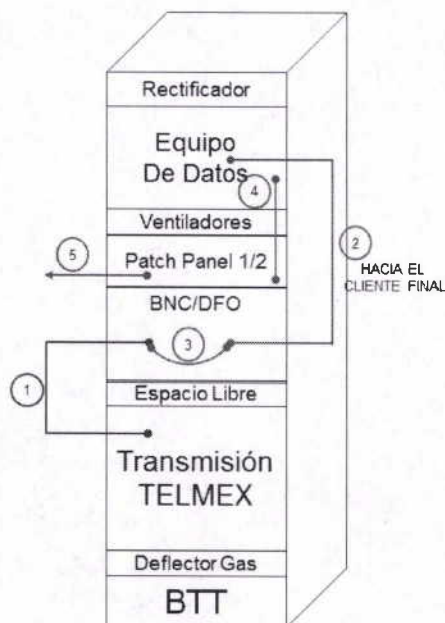 Rectificador
Equipo
De Datos
4
Ventiladores
2
5
Patch Panel 1/2
HACIA EL
CLIENTE FINAL
BNC/DFO
3
1
Espacio Libre
Transmisión
TELMEX
Deflector Gas
BTT